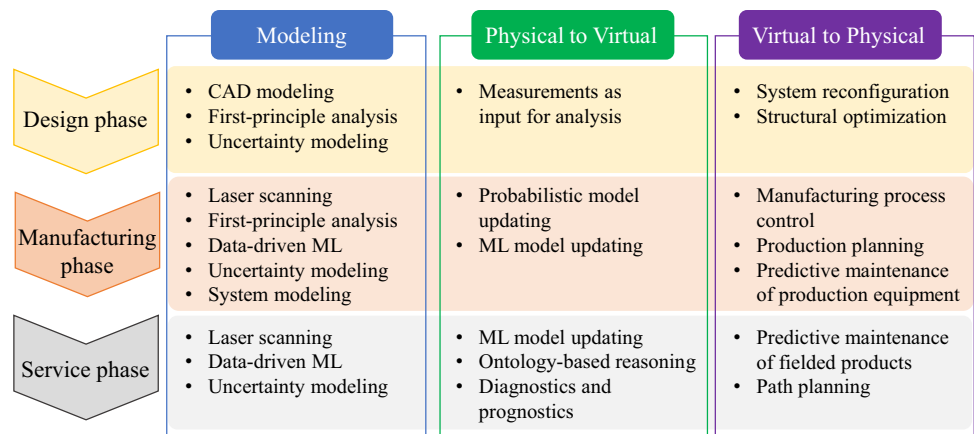 Modeling
Physical to Virtual
Virtual to Physical
Design phase
• CAD modeling
• First-principle analysis
• Uncertainty modeling
• Measurements as
input for analysis
• System reconfiguration
• Structural optimization
Manufacturing
phase
• Laser scanning
• First-principle analysis
• Data-driven ML
• Uncertainty modeling
• System modeling
• Probabilistic model
updating
• ML model updating
• Manufacturing process
control
• Production planning
• Predictive maintenance
of production equipment
Service phase
• Laser scanning
• Data-driven ML
• Uncertainty modeling
• ML model updating
• Ontology-based reasoning
• Diagnostics and
prognostics
• Predictive maintenance
of fielded products
• Path planning